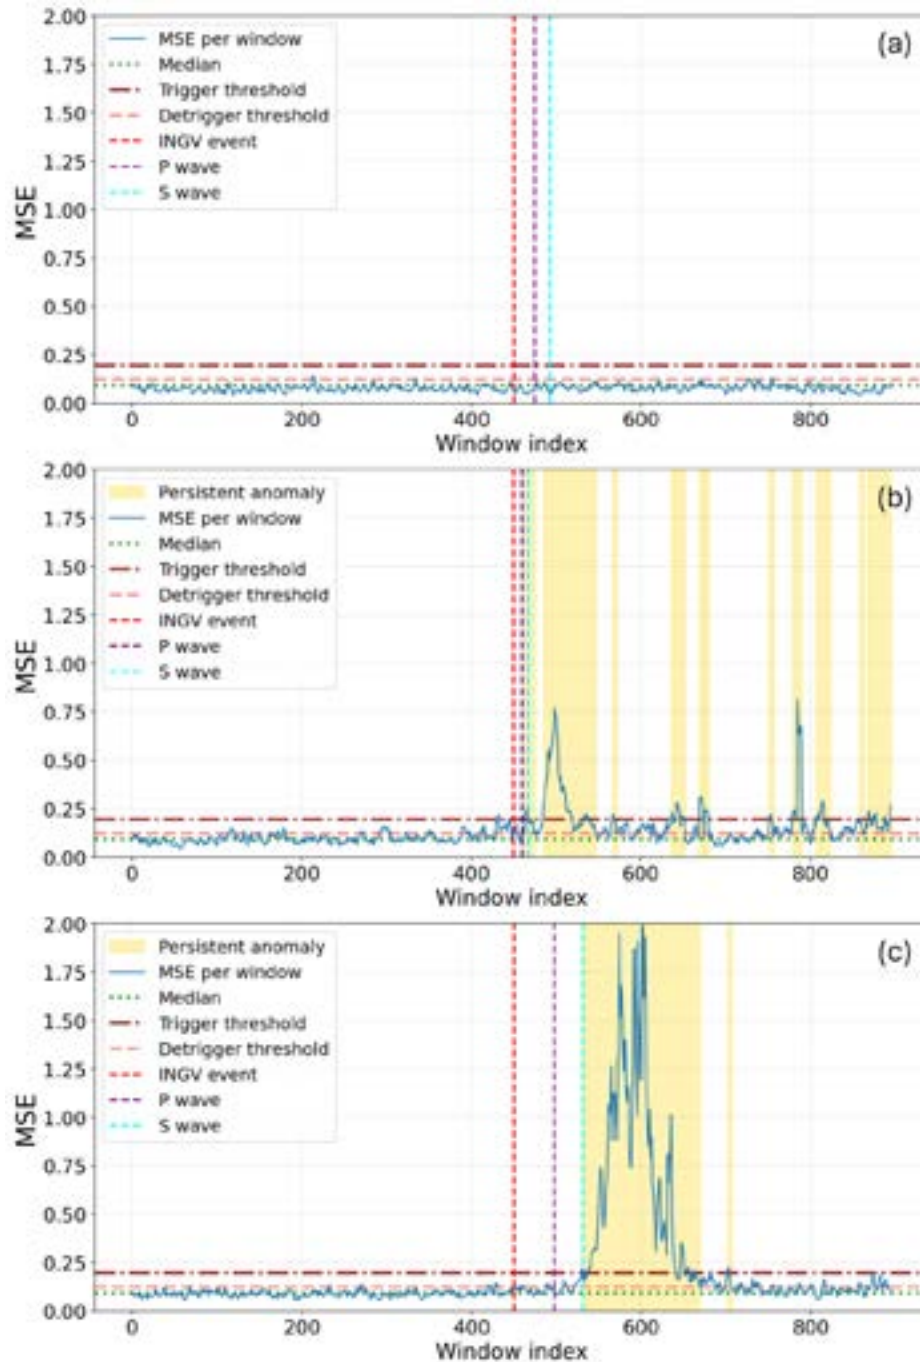 2.00
(a)
1.75
1.50
1.25
1.00
0.75
0.50
0.25
0.00
MSE
MSE per window
Median
Trigger threshold
Detrigger threshold
INGV event
P wave
S wave
0 200 400 600 800
Window index
2.00
(b)
1.75
1.50
1.25
1.00
0.75
0.50
0.25
0.00
MSE
Persistent anomaly
MSE per window
Median
Trigger threshold
Detrigger threshold
INGV event
P wave
S wave
0 200 400 600 800
Window index
2.00
(c)
1.75
1.50
1.25
1.00
0.75
0.50
0.25
0.00
MSE
Persistent anomaly
MSE per window
Median
Trigger threshold
Detrigger threshold
INGV event
P wave
S wave
0 200 400 600 800
Window index